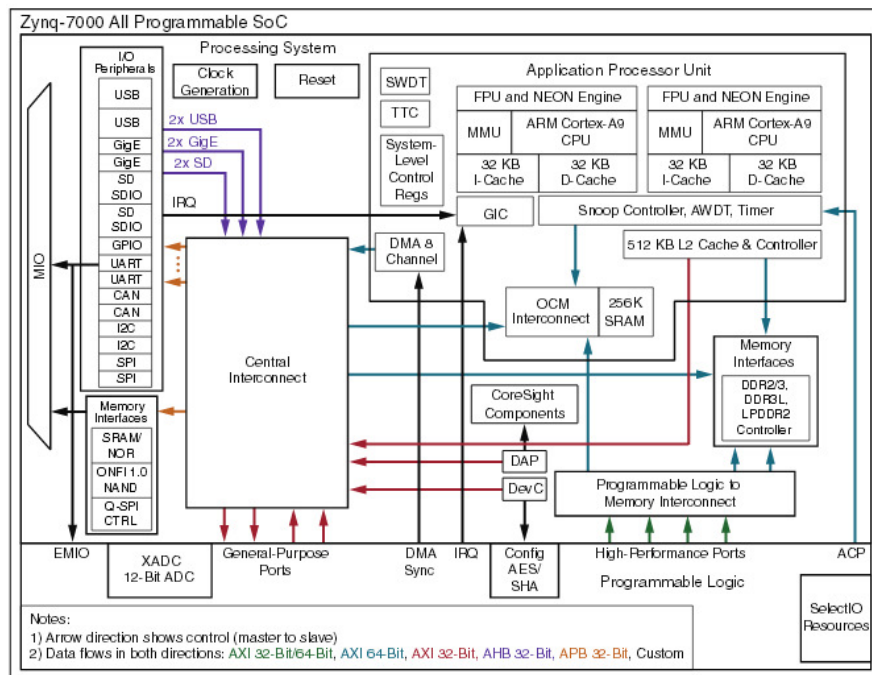 Zynq-7000 All Programmable SoC
Processing System
I/O
Peripherals
USB
USB
GigE
GigE
SD
SDIO
SD
SDIO
GPIO
UART
UART
CAN
CAN
I2C
I2C
SPI
SPI
MIO
Clock
Generation
Reset
2x USB
2x GigE
2x SD
IRQ
Application Processor Unit
SWDT
TTC
System-
Level
Control
Regs
FPU and NEON Engine
MMU
ARM Cortex-A9
CPU
32 KB
I-Cache
32 KB
D-Cache
FPU and NEON Engine
MMU
ARM Cortex-A9
CPU
32 KB
I-Cache
32 KB
D-Cache
GIC
Snoop Controller, AWDT, Timer
DMA 8
Channel
512 KB L2 Cache & Controller
OCM
Interconnect
256K
SRAM
Central
Interconnect
Memory
Interfaces
DDR2/3,
DDR3L,
LPDDR2
Controller
CoreSight
Components
DAP
DevC
Programmable Logic to
Memory Interconnect
Memory
Interfaces
SRAM/
NOR
ONFI 1.0
NAND
Q-SPI
CTRL
EMIO
XADC
12-Bit ADC
General-Purpose
Ports
DMA
Sync
IRQ
Config
AES/
SHA
High-Performance Ports
ACP
Programmable Logic
SelectIO
Resources
Notes:
1) Arrow direction shows control (master to slave)
2) Data flows in both directions: AXI 32-Bit/64-Bit, AXI 64-Bit, AXI 32-Bit, AHB 32-Bit, APB 32-Bit, Custom